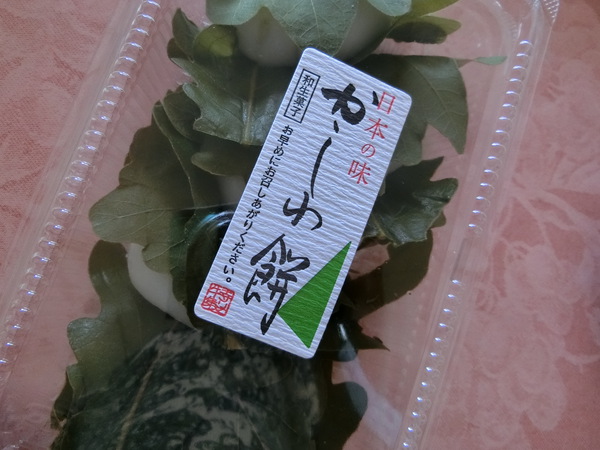 日本の味
かしわ餅
和生菓子
お早めにお召しあがりください。